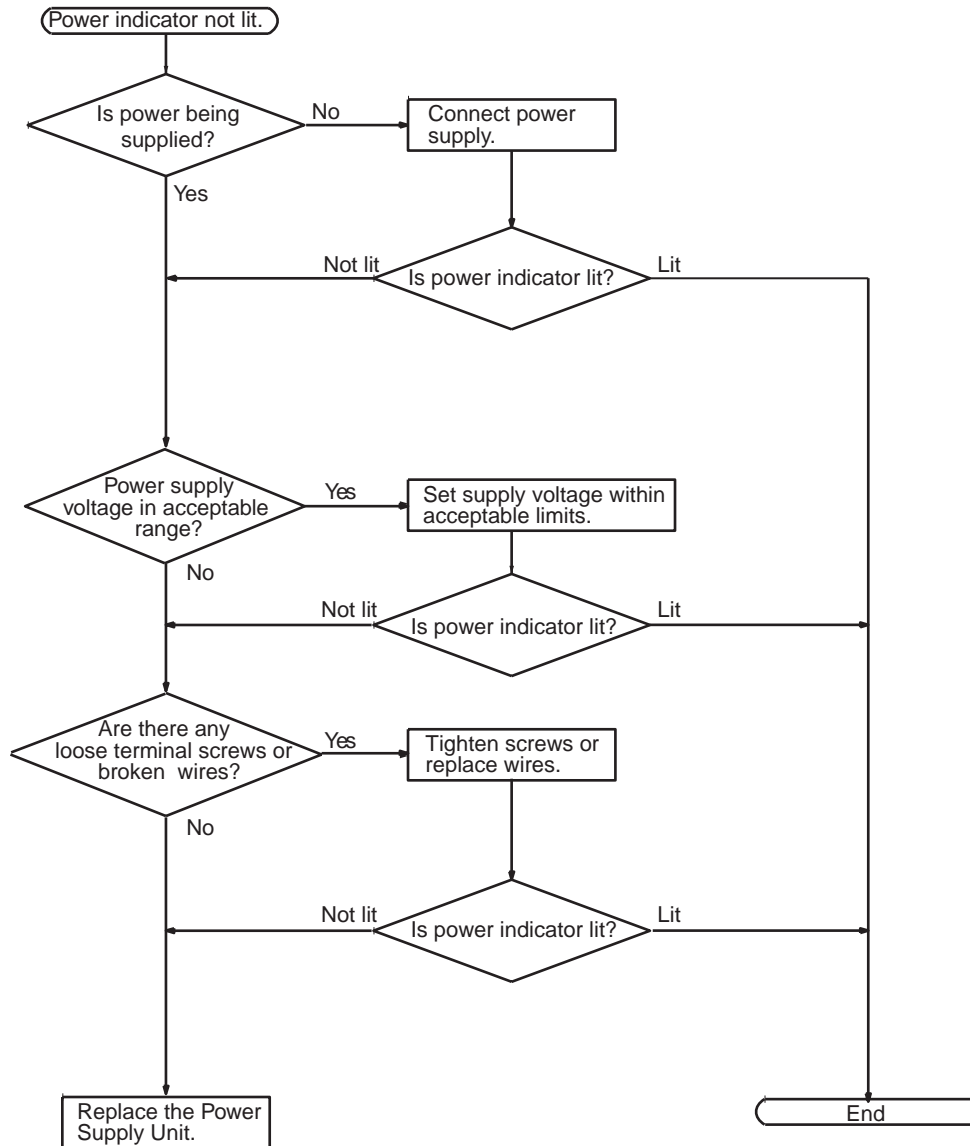 Power indicator not lit.
Is power being
supplied?
No
Connect power
supply.
Yes
Not lit
Is power indicator lit?
Lit
Power supply
voltage in acceptable
range?
Yes
Set supply voltage within
acceptable limits.
No
Not lit
Is power indicator lit?
Lit
Are there any
loose terminal screws or
broken wires?
Yes
Tighten screws or
replace wires.
No
Not lit
Is power indicator lit?
Lit
Replace the Power
Supply Unit.
End